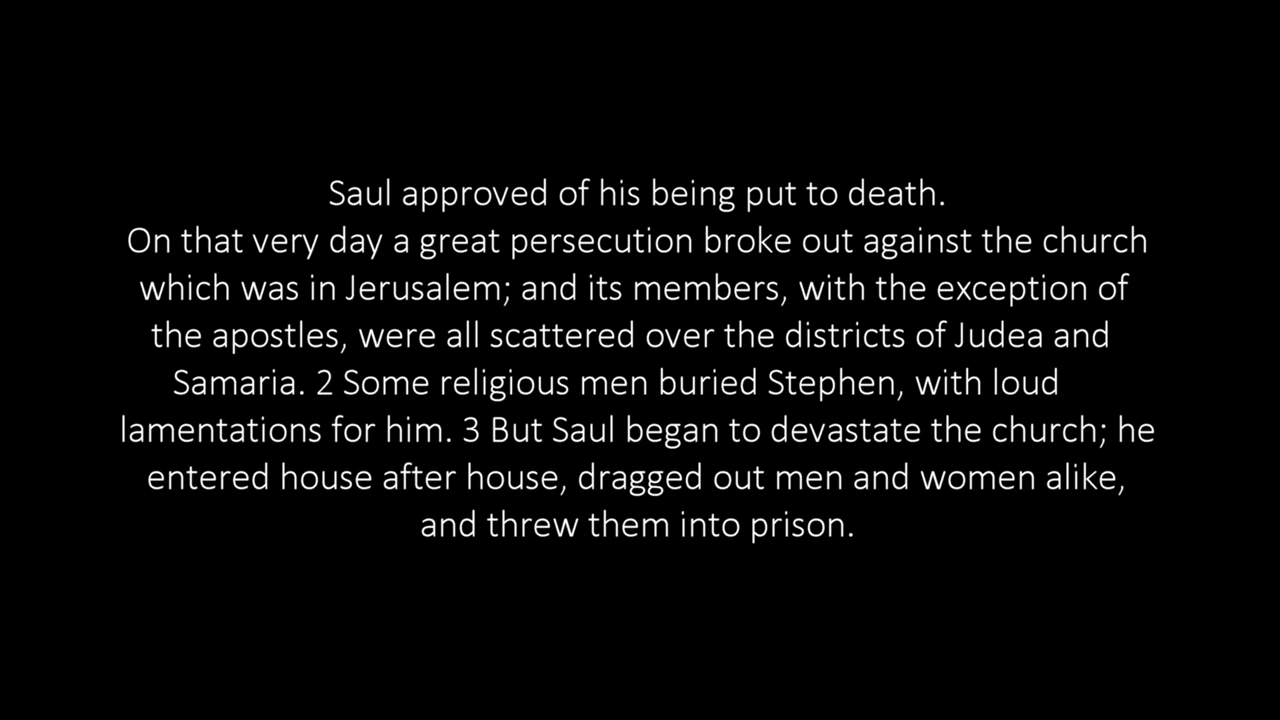 Saul approved of his being put to death.
On that very day a great persecution broke out against the church
which was in Jerusalem; and its members, with the exception of
the apostles, were all scattered over the districts of Judea and
Samaria. 2 Some religious men buried Stephen, with loud
lamentations for him. 3 But Saul began to devastate the church; he
entered house after house, dragged out men and women alike,
and threw them into prison.